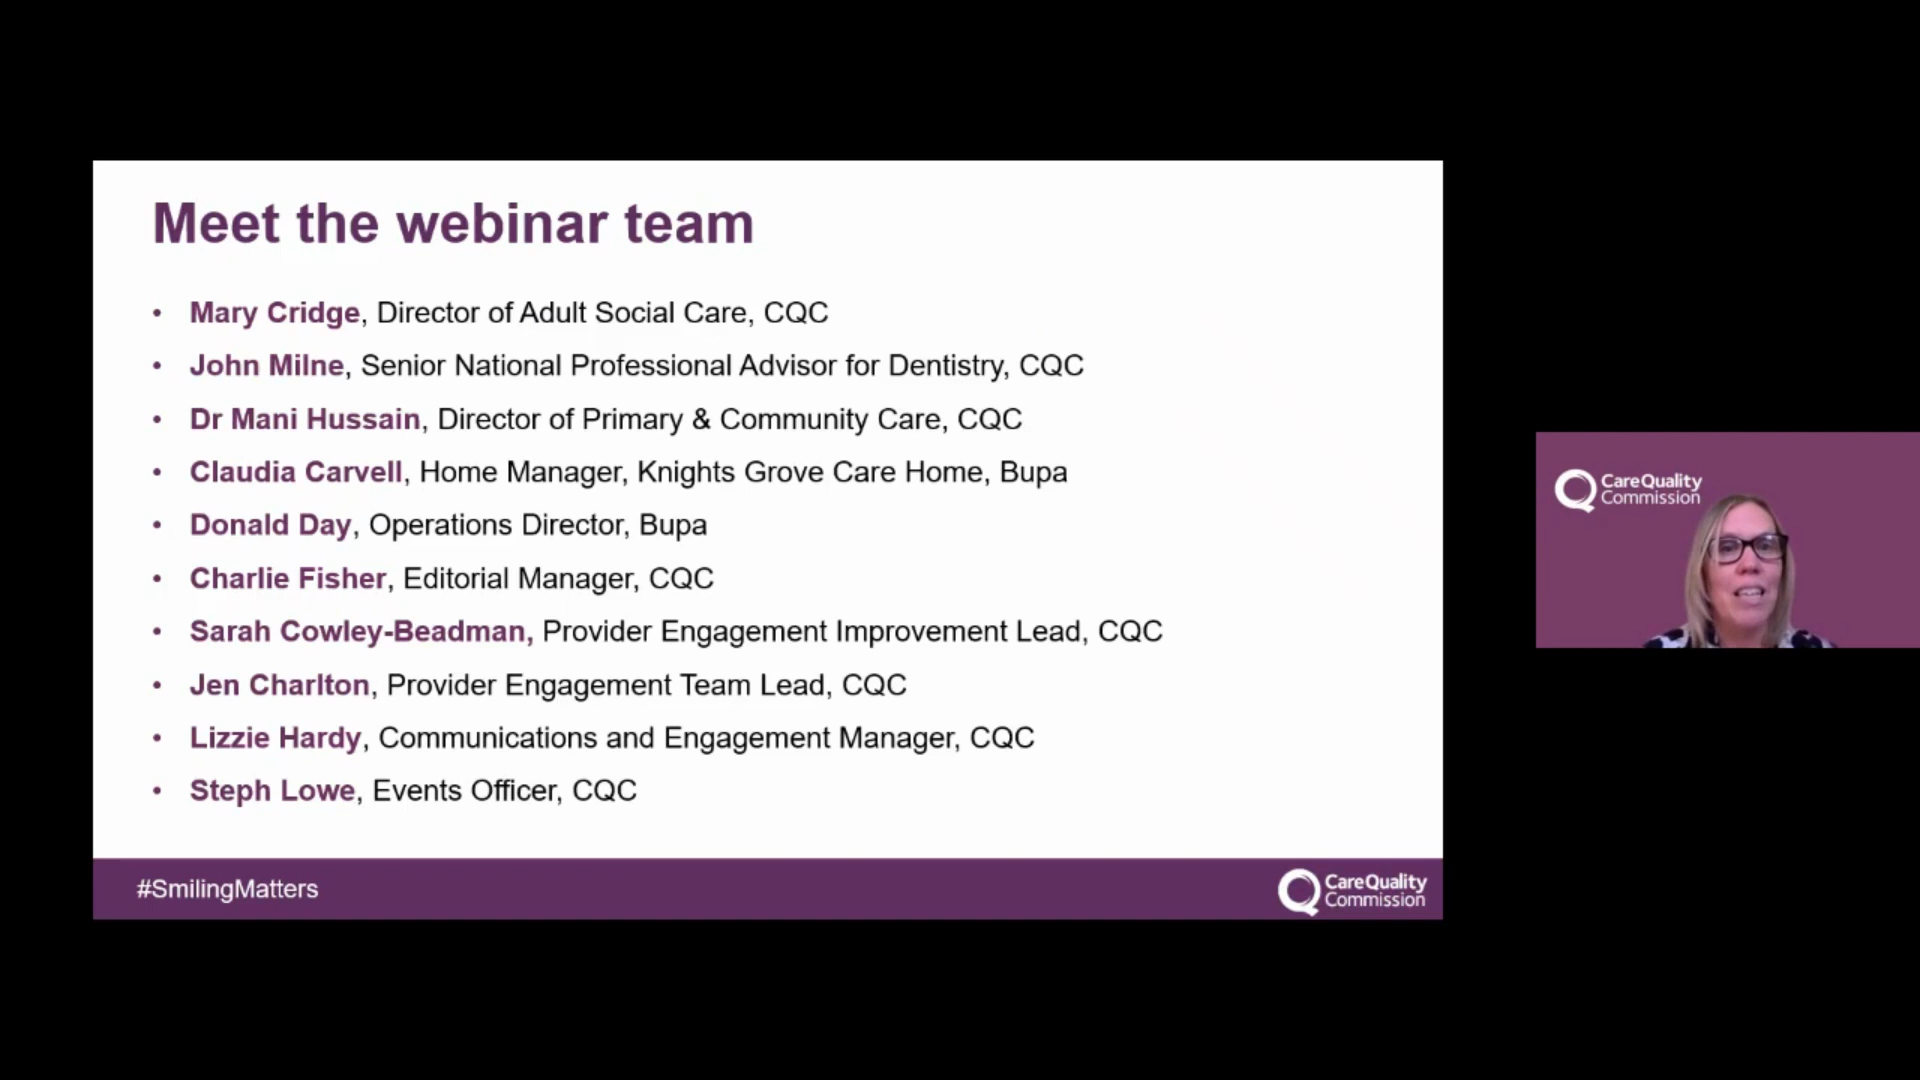 Meet the webinar team
• Mary Cridge, Director of Adult Social Care, CQC
• John Milne, Senior National Professional Advisor for Dentistry, CQC
• Dr Mani Hussain, Director of Primary & Community Care, CQC
• Claudia Carvell, Home Manager, Knights Grove Care Home, Bupa
• Donald Day, Operations Director, Bupa
• Charlie Fisher, Editorial Manager, CQC
• Sarah Cowley-Beadman, Provider Engagement Improvement Lead, CQC
• Jen Charlton, Provider Engagement Team Lead, CQC
• Lizzie Hardy, Communications and Engagement Manager, CQC
• Steph Lowe, Events Officer, CQC
#SmilingMatters
CareQuality
Commission
CareQuality
Commission